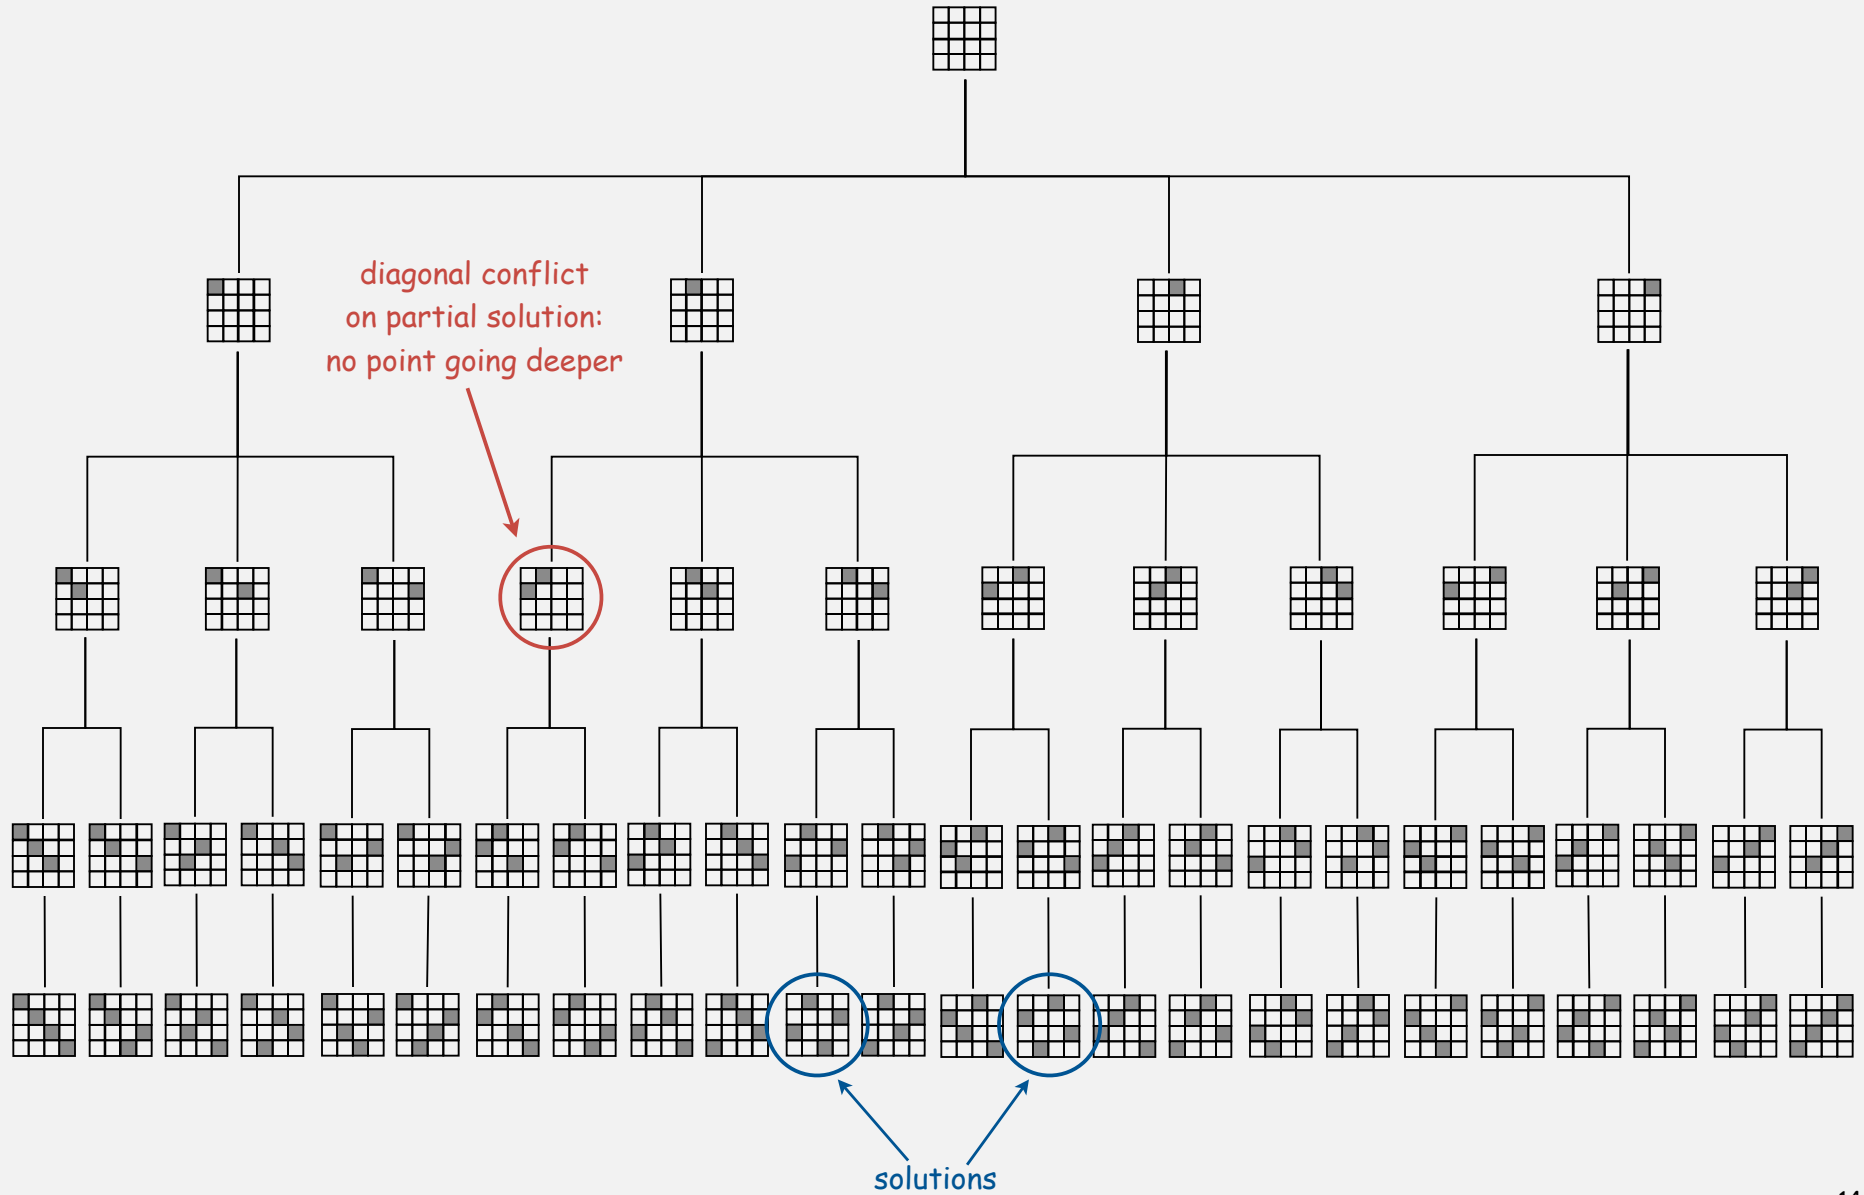 diagonal conflict
on partial solution:
no point going deeper
solutions